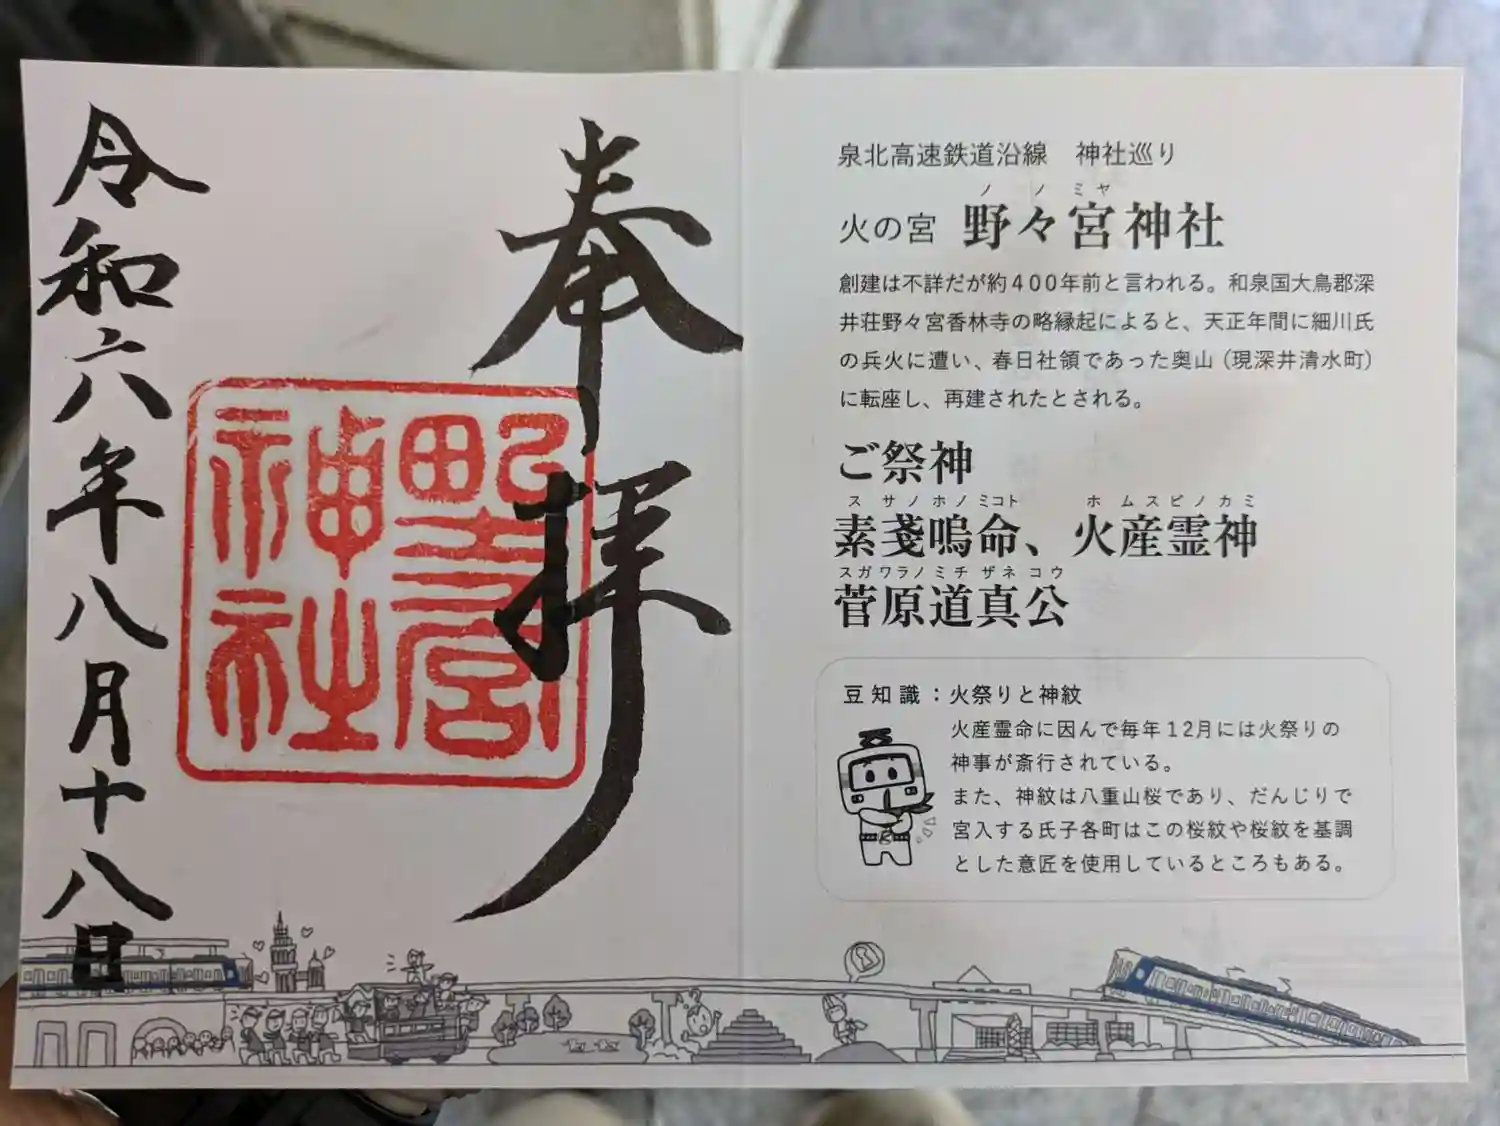 奉拝
野々宮
神社
令和六年八月十八日
泉北高速鉄道沿線　神社巡り
ノ ノ ミヤ
火の宮 野々宮神社
創建は不詳だが約400年前と言われる。和泉国大鳥郡深
井荘野々宮香林寺の略縁起によると、天正年間に細川氏
の兵火に遭い、春日社領であった奥山（現深井清水町）
に転座し、再建されたとされる。
ご祭神
スサノホノミコト　ホムスビノカミ
素戔嗚命、火産霊神
スガワラノミチザネコウ
菅原道真公
豆知識：火祭りと神紋
火産霊命に因んで毎年12月には火祭りの
神事が斎行されている。
また、神紋は八重山桜であり、だんじりで
宮入する氏子各町はこの桜紋や桜紋を基調
とした意匠を使用しているところもある。